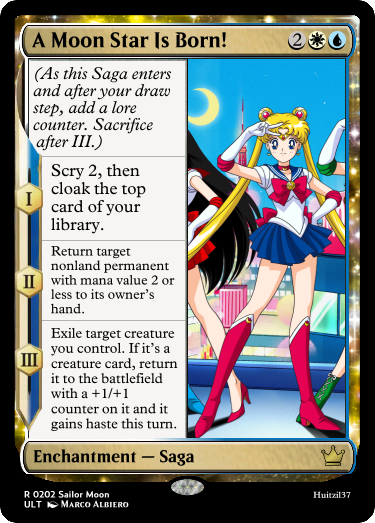 A Moon Star Is Born! 2
(As this Saga enters
and after your draw
step, add a lore
counter. Sacrifice
after III.)
I
Scry 2, then
cloak the top
card of your
library.
II
Return target
nonland permanent
with mana value 2 or
less to its owner's
hand.
III
Exile target creature
you control. If it's a
creature card, return
it to the battlefield
with a +1/+1
counter on it and it
gains haste this turn.
Enchantment — Saga
R 0202 Sailor Moon
ULT Marco Albiero
Huitzil37